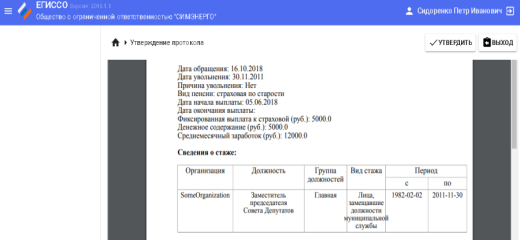 ЕГИССО Версия 2018.1.1
Общество с ограниченной ответственностью "СИМЭНЕРГО"
Сидоренко Петр Иванович
Утверждение протокола
УТВЕРДИТЬ
ВЫХОД
Дата обращения: 16.10.2018
Дата увольнения: 30.11.2011
Причина увольнения: Нет
Вид пенсии: страховая по старости
Дата начала выплаты: 05.06.2018
Дата окончания выплаты:
Фиксированная выплата к страховой (руб.): 5000.0
Денежное содержание (руб.): 5000.0
Среднемесячный заработок (руб.): 12000.0
Сведения о стаже:
Организация Должность Группа должностей Вид стажа Период
с по
SomeOrganization Заместитель председателя Совета Депутатов Главная Лица, замещавшие должности муниципальной службы 1982-02-02 2011-11-30